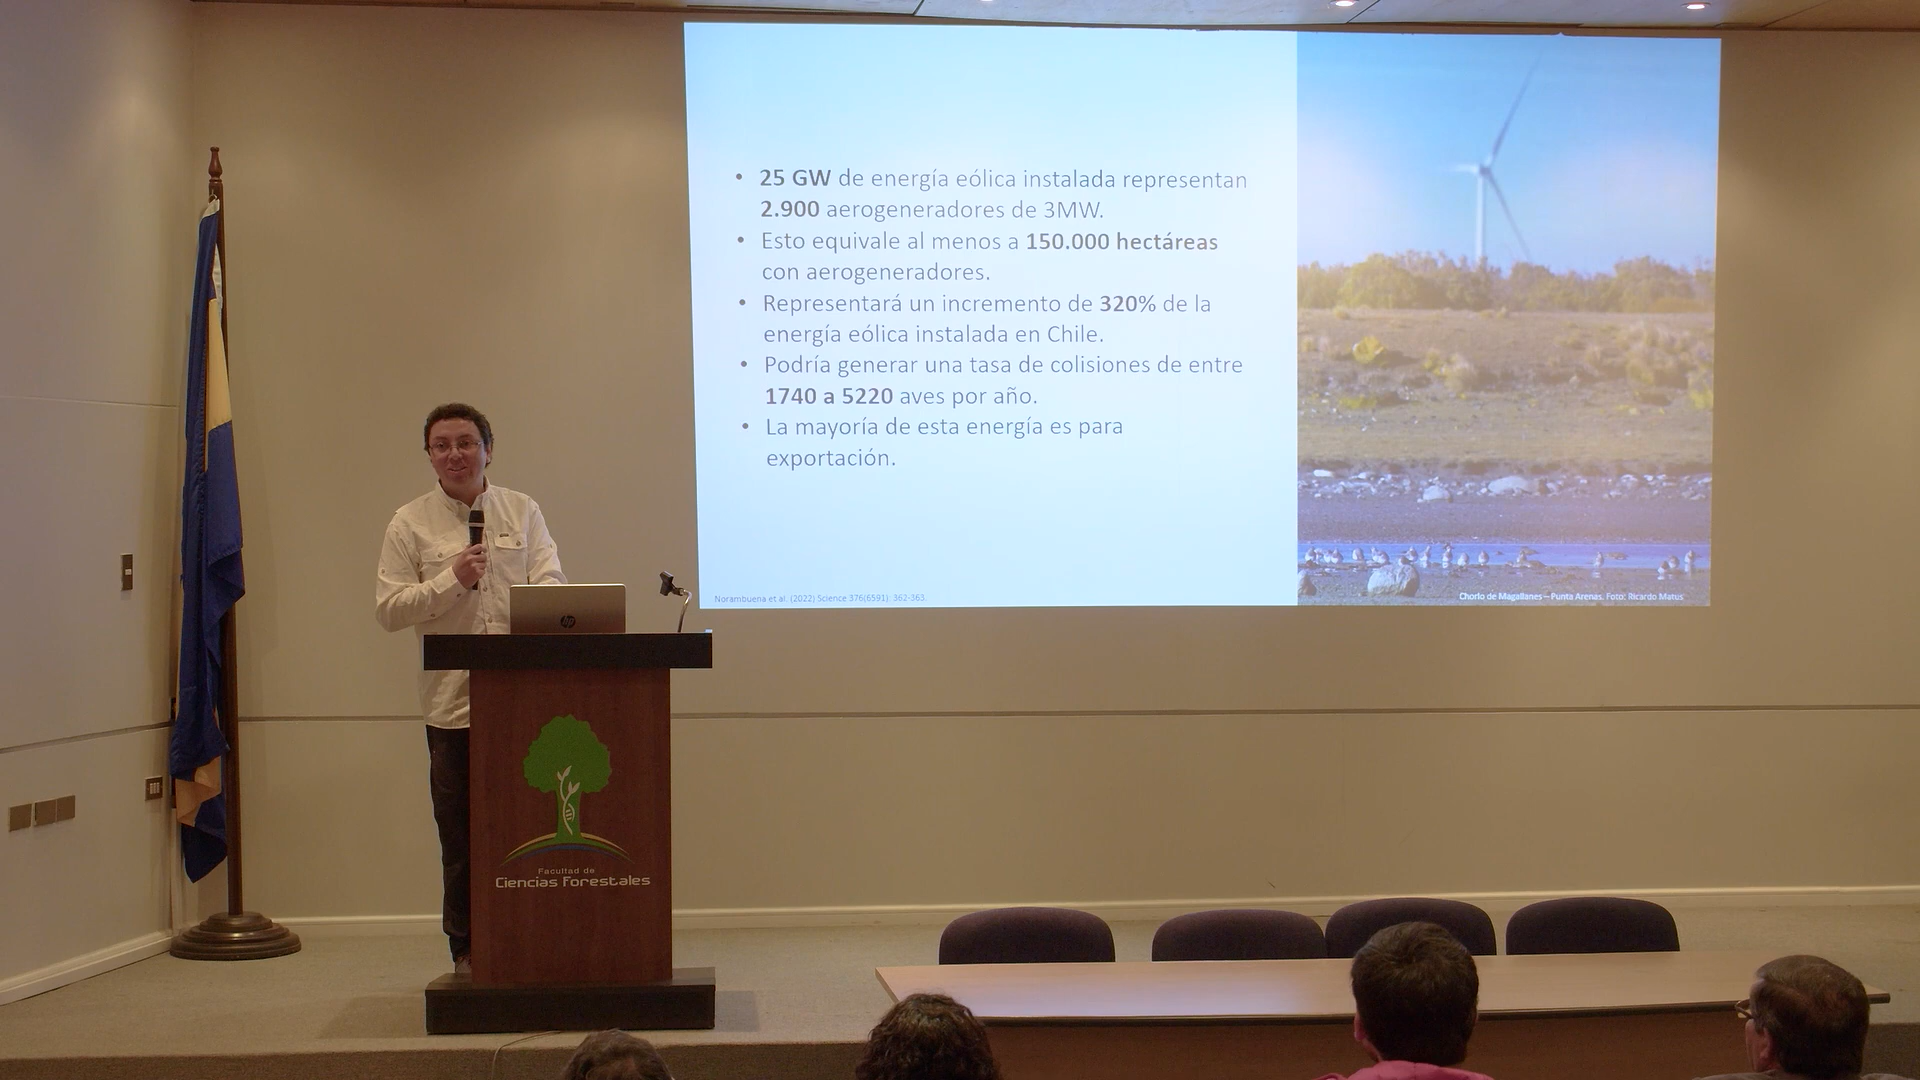 • 25 GW de energía eólica instalada representan
2.900 aerogeneradores de 3MW.
• Esto equivale al menos a 150.000 hectáreas
con aerogeneradores.
• Representará un incremento de 320% de la
energía eólica instalada en Chile.
• Podría generar una tasa de colisiones de entre
1740 a 5220 aves por año.
• La mayoría de esta energía es para
exportación.
Norambuena et al. (2022) Science 376(6591): 362-363.
Chorlo de Magallanes – Punta Arenas. Foto: Ricardo Matus
hp
Facultad de
Ciencias Forestales